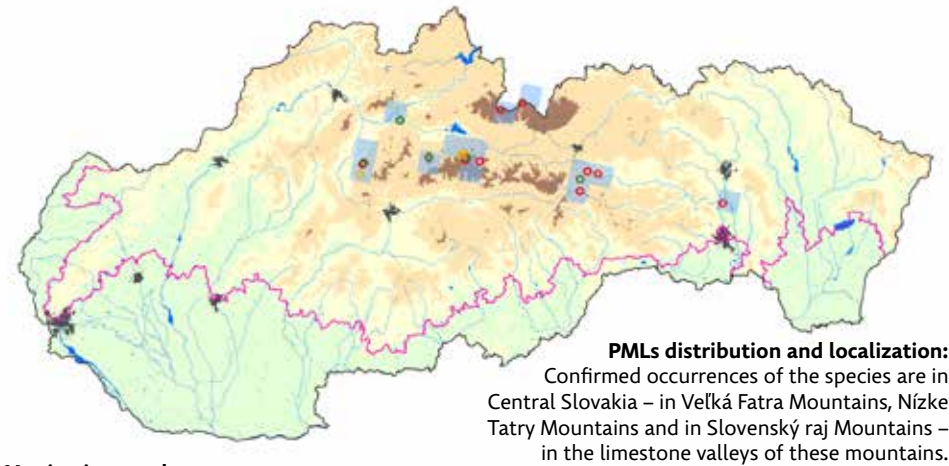 PMLs distribution and localization:
Confirmed occurrences of the species are in
Central Slovakia – in Veľká Fatra Mountains, Nízke
Tatry Mountains and in Slovenský raj Mountains –
in the limestone valleys of these mountains.